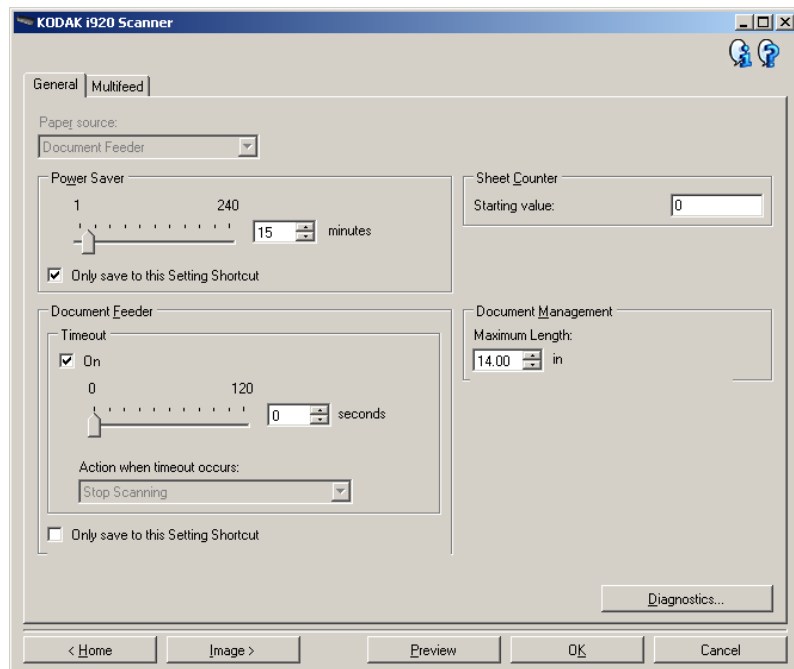 KODAK i920 Scanner
General Multifeed
Paper source:
Document Feeder
Power Saver
1 240
15 minutes
Only save to this Setting Shortcut
Sheet Counter
Starting value: 0
Document Feeder
Timeout
On
0 120
0 seconds
Action when timeout occurs:
Stop Scanning
Only save to this Setting Shortcut
Document Management
Maximum Length:
14.00 in
Diagnostics...
< Home Image > Preview OK Cancel